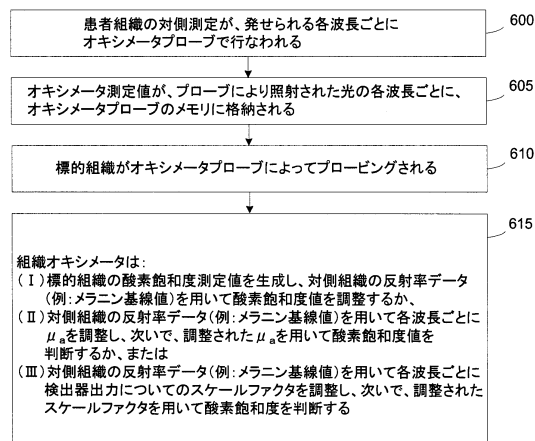 患者組織の対側測定が、発せられる各波長ごとに
オキシメータプローブで行なわれる
600
オキシメータ測定値が、プローブにより照射された光の各波長ごとに、
オキシメータプローブのメモリに格納される
605
標的組織がオキシメータプローブによってプロービングされる
610
615
組織オキシメータは:
(Ⅰ)標的組織の酸素飽和度測定値を生成し、対側組織の反射率データ
(例:メラニン基線値)を用いて酸素飽和度値を調整するか、
(Ⅱ)対側組織の反射率データ(例:メラニン基線値)を用いて各波長ごとに
μaを調整し、次いで、調整されたμaを用いて酸素飽和度値を
判断するか、または
(Ⅲ)対側組織の反射率データ(例:メラニン基線値)を用いて各波長ごとに
検出器出力についてのスケールファクタを調整し、次いで、調整された
スケールファクタを用いて酸素飽和度を判断する